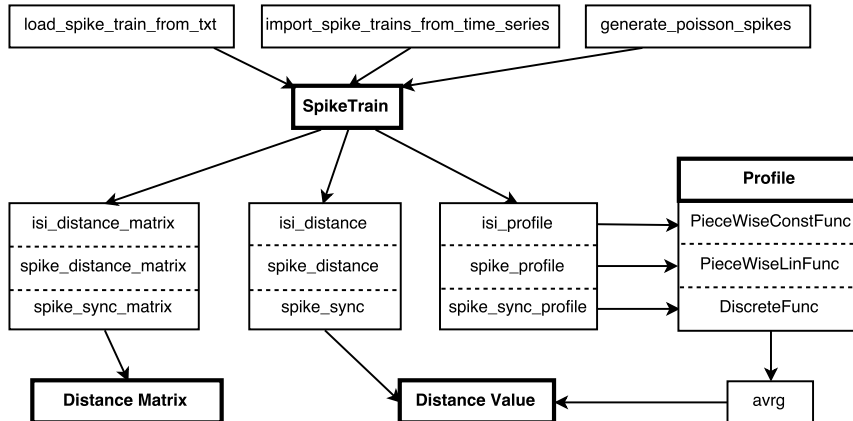 load_spike_train_from_txt
import_spike_trains_from_time_series
generate_poisson_spikes
SpikeTrain
Profile
isi_distance_matrix
isi_distance
isi_profile
PieceWiseConstFunc
spike_distance_matrix
spike_distance
spike_profile
PieceWiseLinFunc
spike_sync_matrix
spike_sync
spike_sync_profile
DiscreteFunc
Distance Matrix
Distance Value
avrg